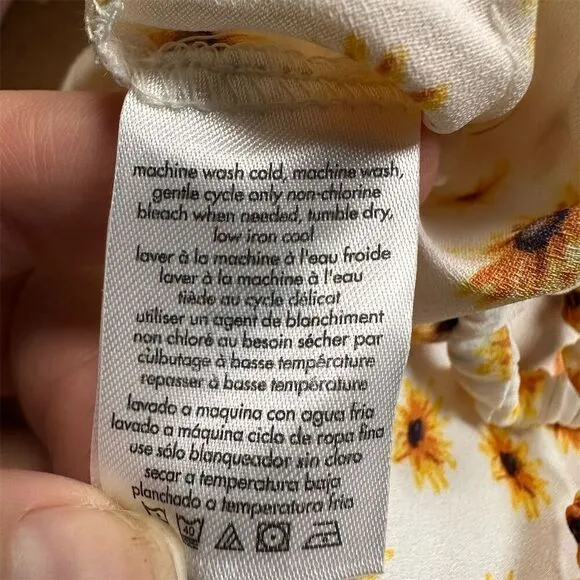 machine wash cold, machine wash,
gentle cycle only non-chlorine
bleach when needed, tumble dry,
low iron cool
laver à la machine à l'eau froide
laver à la machine à l'eau
tiède au cycle délicat
utiliser un agent de blanchiment
non chloré au besoin sécher par
culbutage à basse température
repasser à basse température
lavado a maquina con agua fria
lavado a máquina ciclo de ropa fina
use sólo blanqueador sin cloro
secar a temperatura baja
planchado a temperatura fria
40